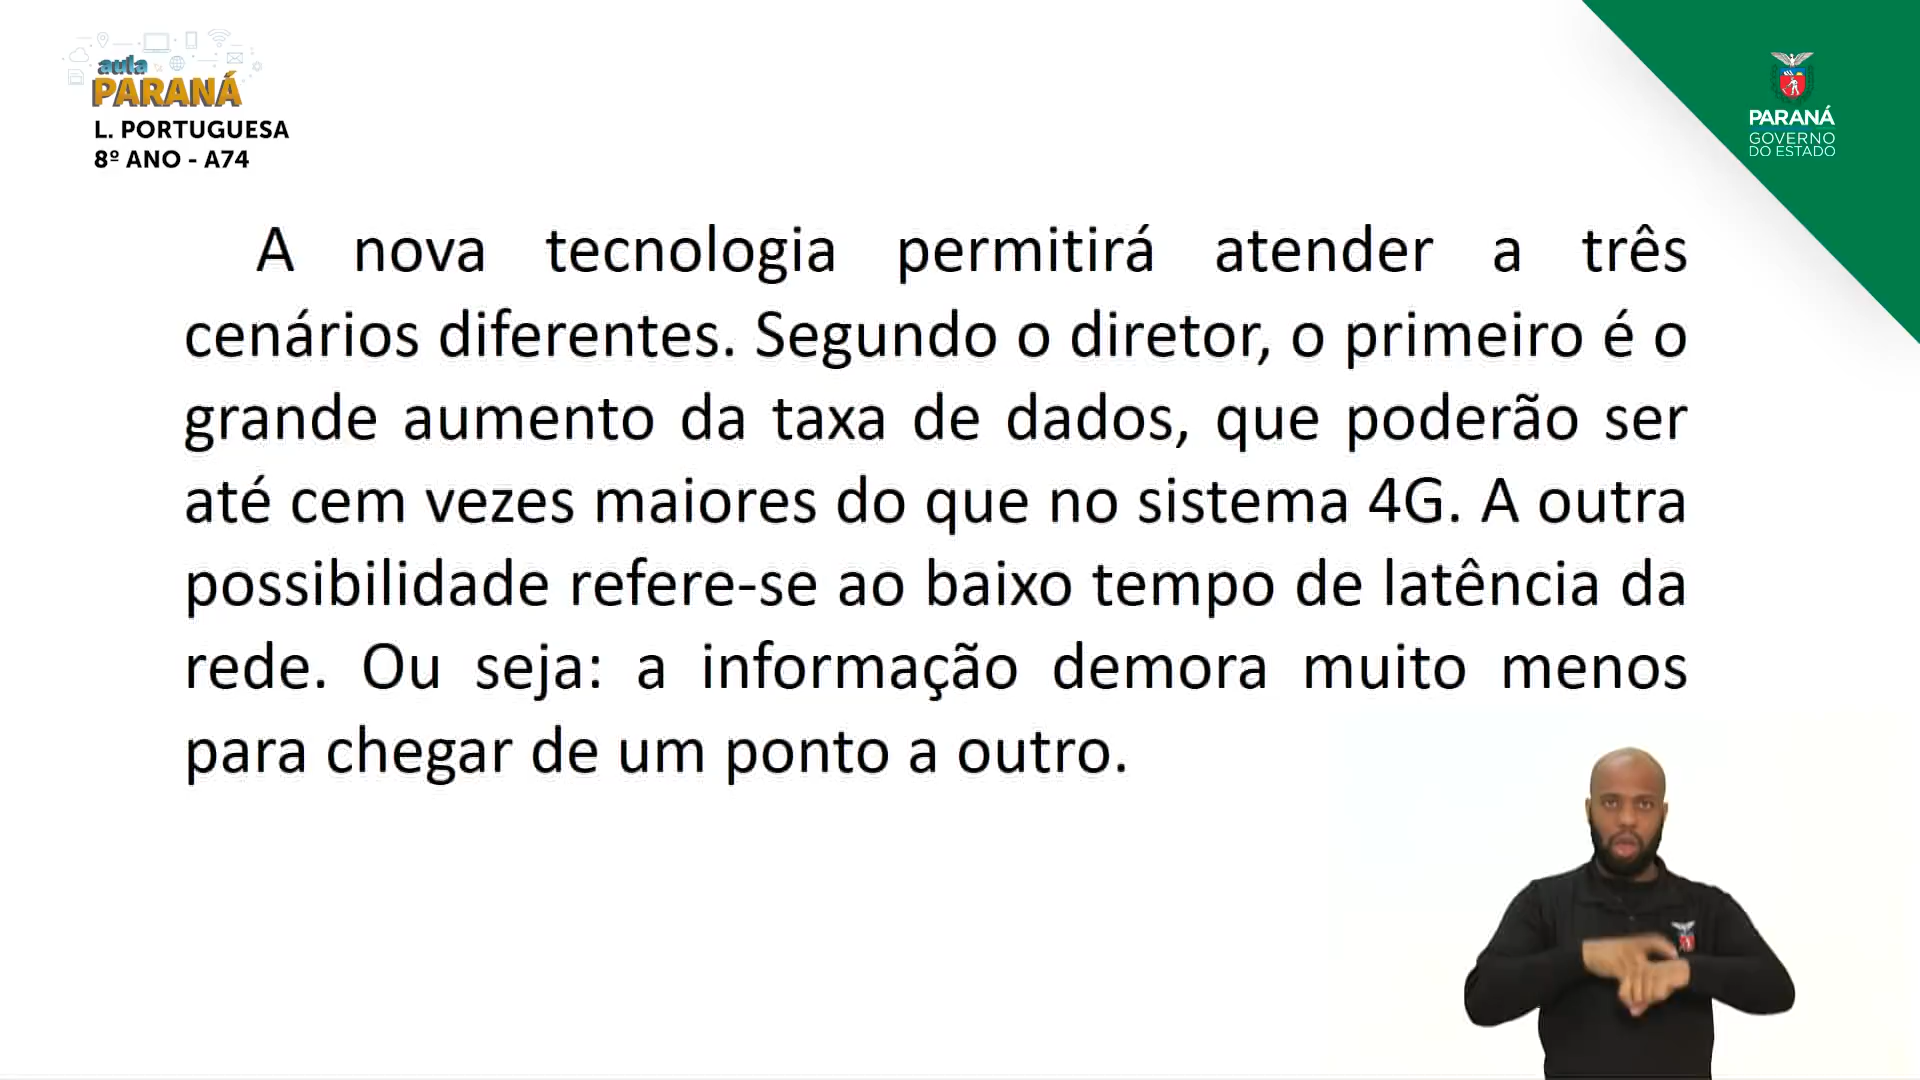 aula
PARANÁ
L. PORTUGUESA
8º ANO - A74
PARANÁ
GOVERNO
DO ESTADO
A nova tecnologia permitirá atender a três
cenários diferentes. Segundo o diretor, o primeiro é o
grande aumento da taxa de dados, que poderão ser
até cem vezes maiores do que no sistema 4G. A outra
possibilidade refere-se ao baixo tempo de latência da
rede. Ou seja: a informação demora muito menos
para chegar de um ponto a outro.